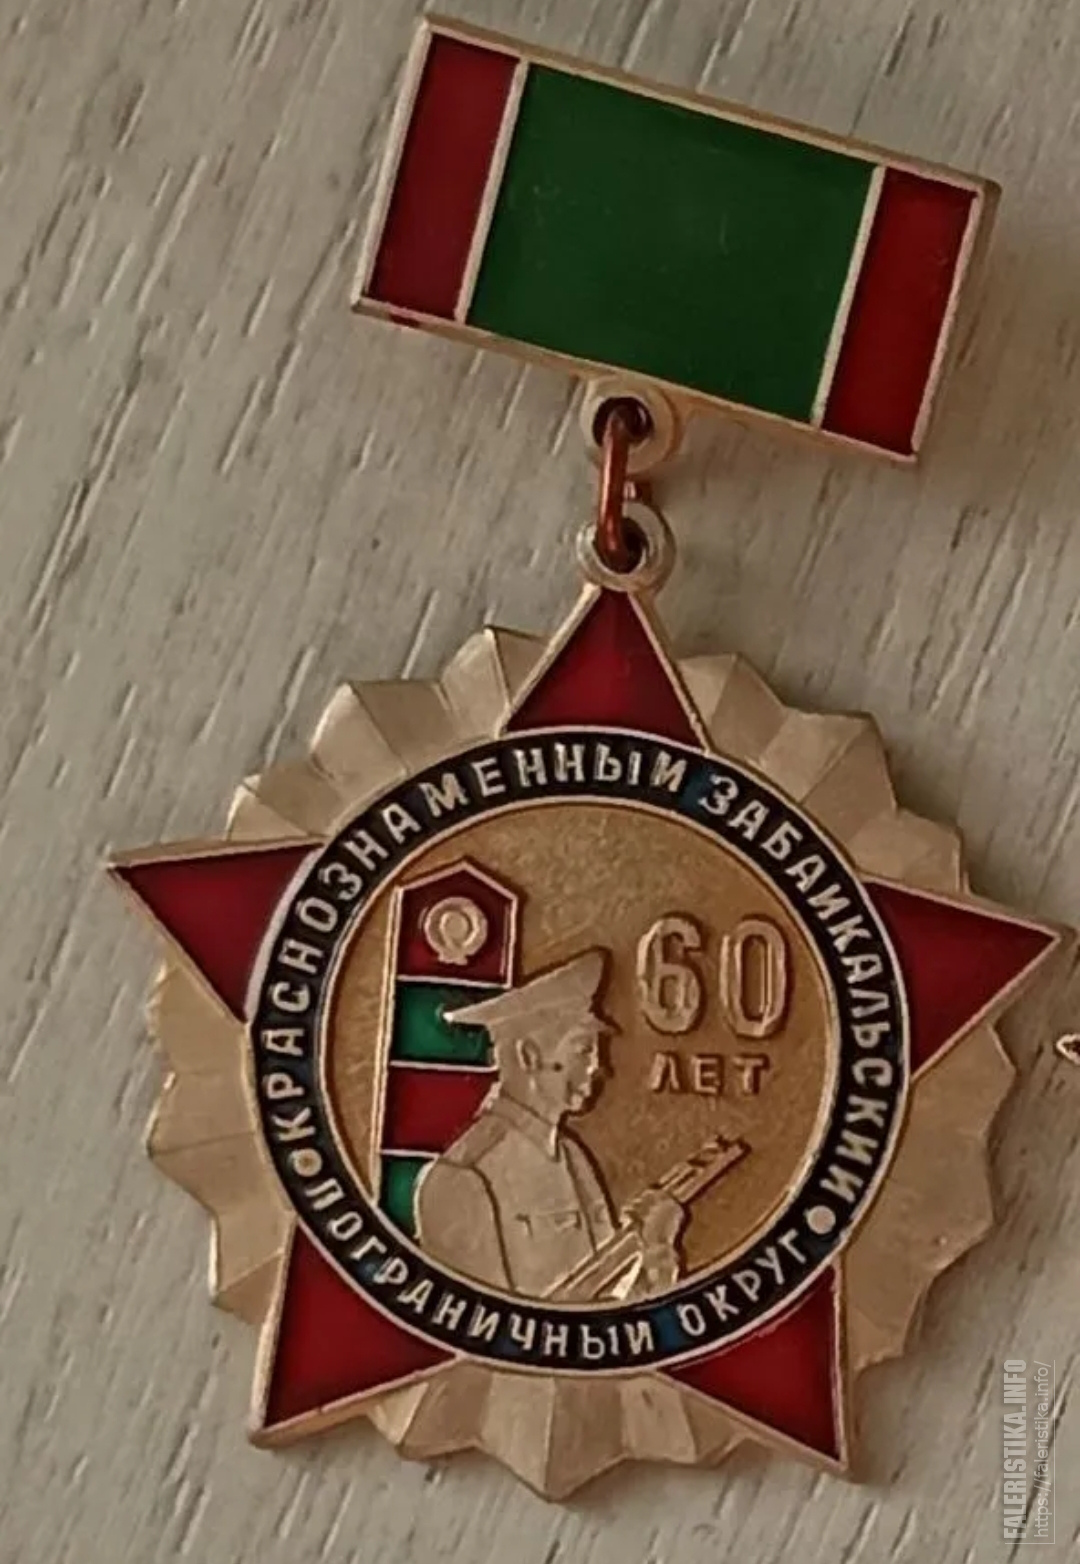 КРАСНОЗНАМЕННЫЙ ЗАБАЙКАЛЬСКИЙ
ПОГРАНИЧНЫЙ ОКРУГ
60
ЛЕТ
FALERISTIKA.INFO
https://faleristika.info/